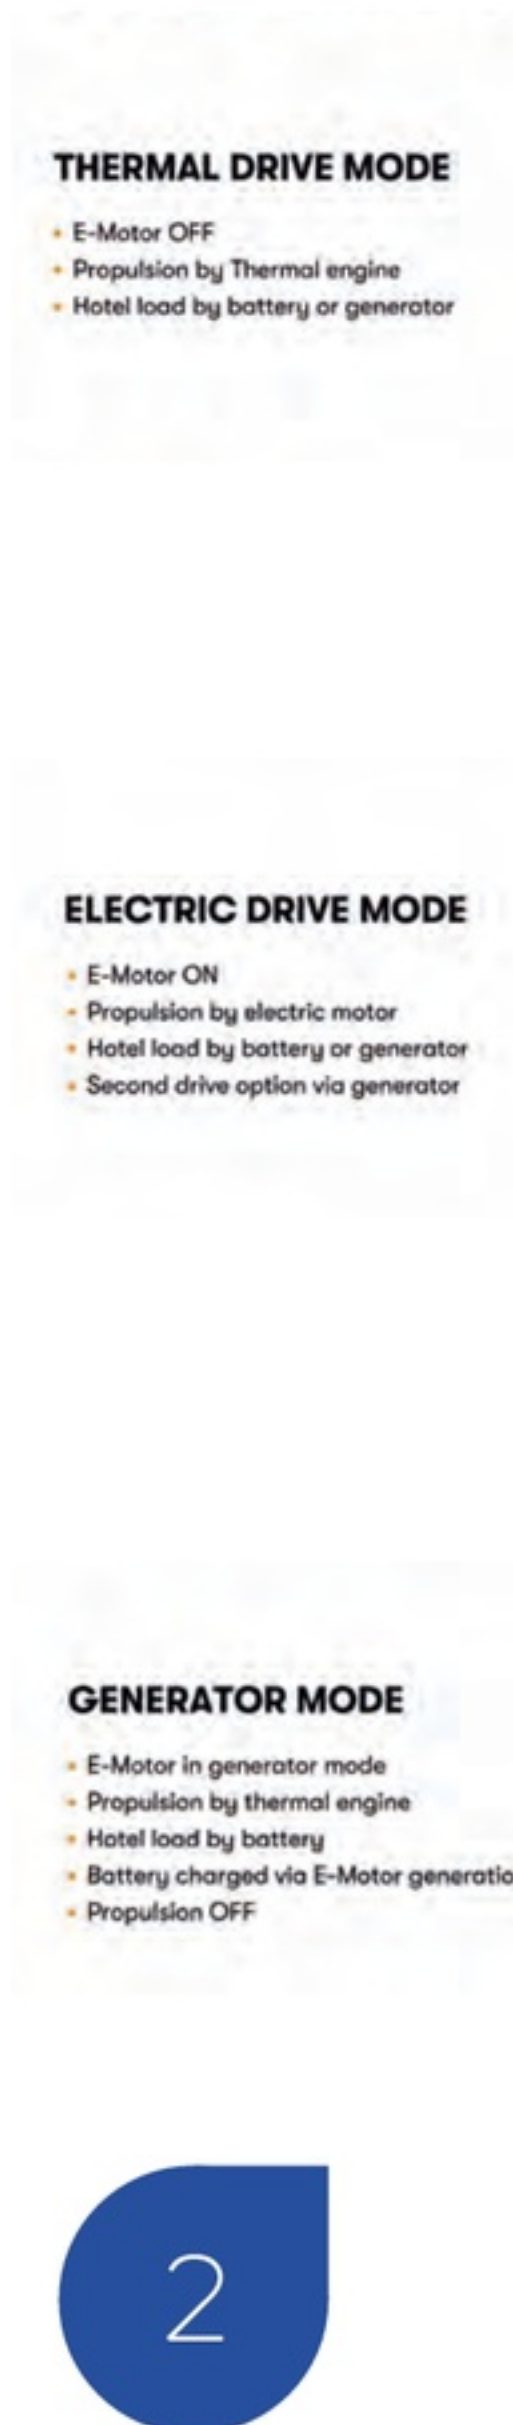 THERMAL DRIVE MODE
• E-Motor OFF
• Propulsion by Thermal engine
• Hotel load by battery or generator
ELECTRIC DRIVE MODE
• E-Motor ON
• Propulsion by electric motor
• Hotel load by battery or generator
• Second drive option via generator
GENERATOR MODE
• E-Motor in generator mode
• Propulsion by thermal engine
• Hotel load by battery
• Battery charged via E-Motor generatio
• Propulsion OFF
2